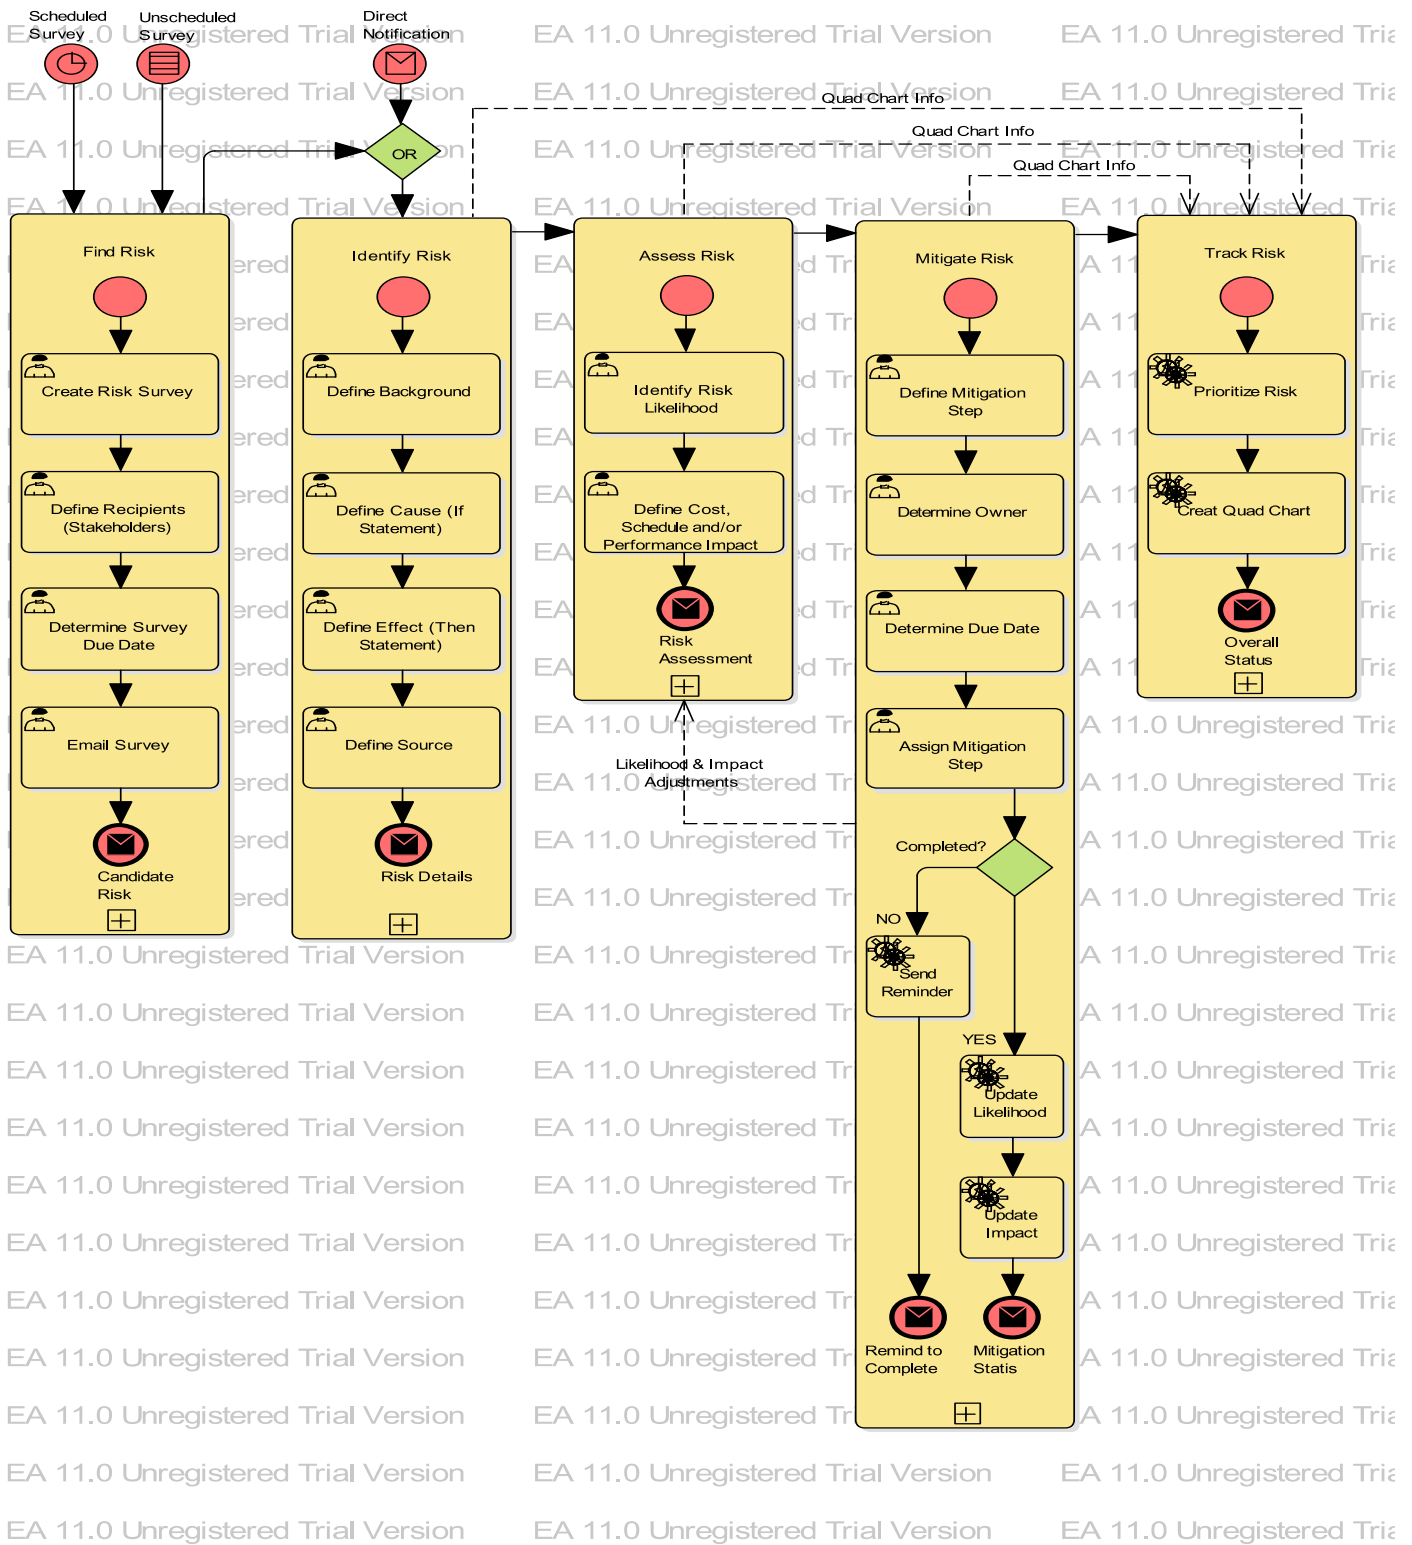 Scheduled
Survey
Unscheduled
Survey
Direct
Notification
OR
Quad Chart Info
Quad Chart Info
Quad Chart Info
Find Risk
Create Risk Survey
Define Recipients
(Stakeholders)
Determine Survey
Due Date
Email Survey
Candidate
Risk
Identify Risk
Define Background
Define Cause (If
Statement)
Define Effect (Then
Statement)
Define Source
Risk Details
Assess Risk
Identify Risk
Likelihood
Define Cost,
Schedule and/or
Performance Impact
Risk
Assessment
Likelihood & Impact
Adjustments
Mitigate Risk
Define Mitigation
Step
Determine Owner
Determine Due Date
Assign Mitigation
Step
Completed?
NO
Send
Reminder
YES
Update
Likelihood
Update
Impact
Remind to
Complete
Mitigation
Statis
Track Risk
Prioritize Risk
Creat Quad Chart
Overall
Status
EA 11.0 Unregistered Trial Version